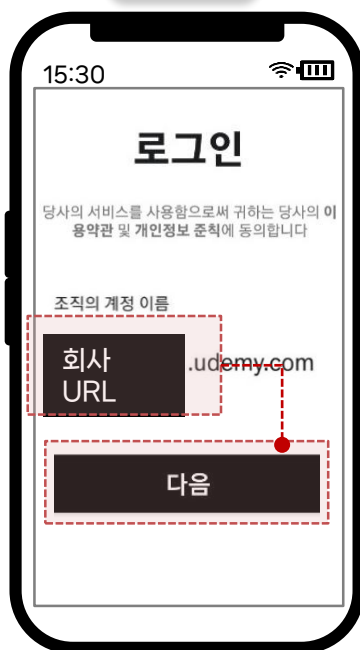 15:30
로그인
당사의 서비스를 사용함으로써 귀하는 당사의 이
용약관 및 개인정보 준칙에 동의합니다
조직의 계정 이름
회사
URL
.udemy.com
다음